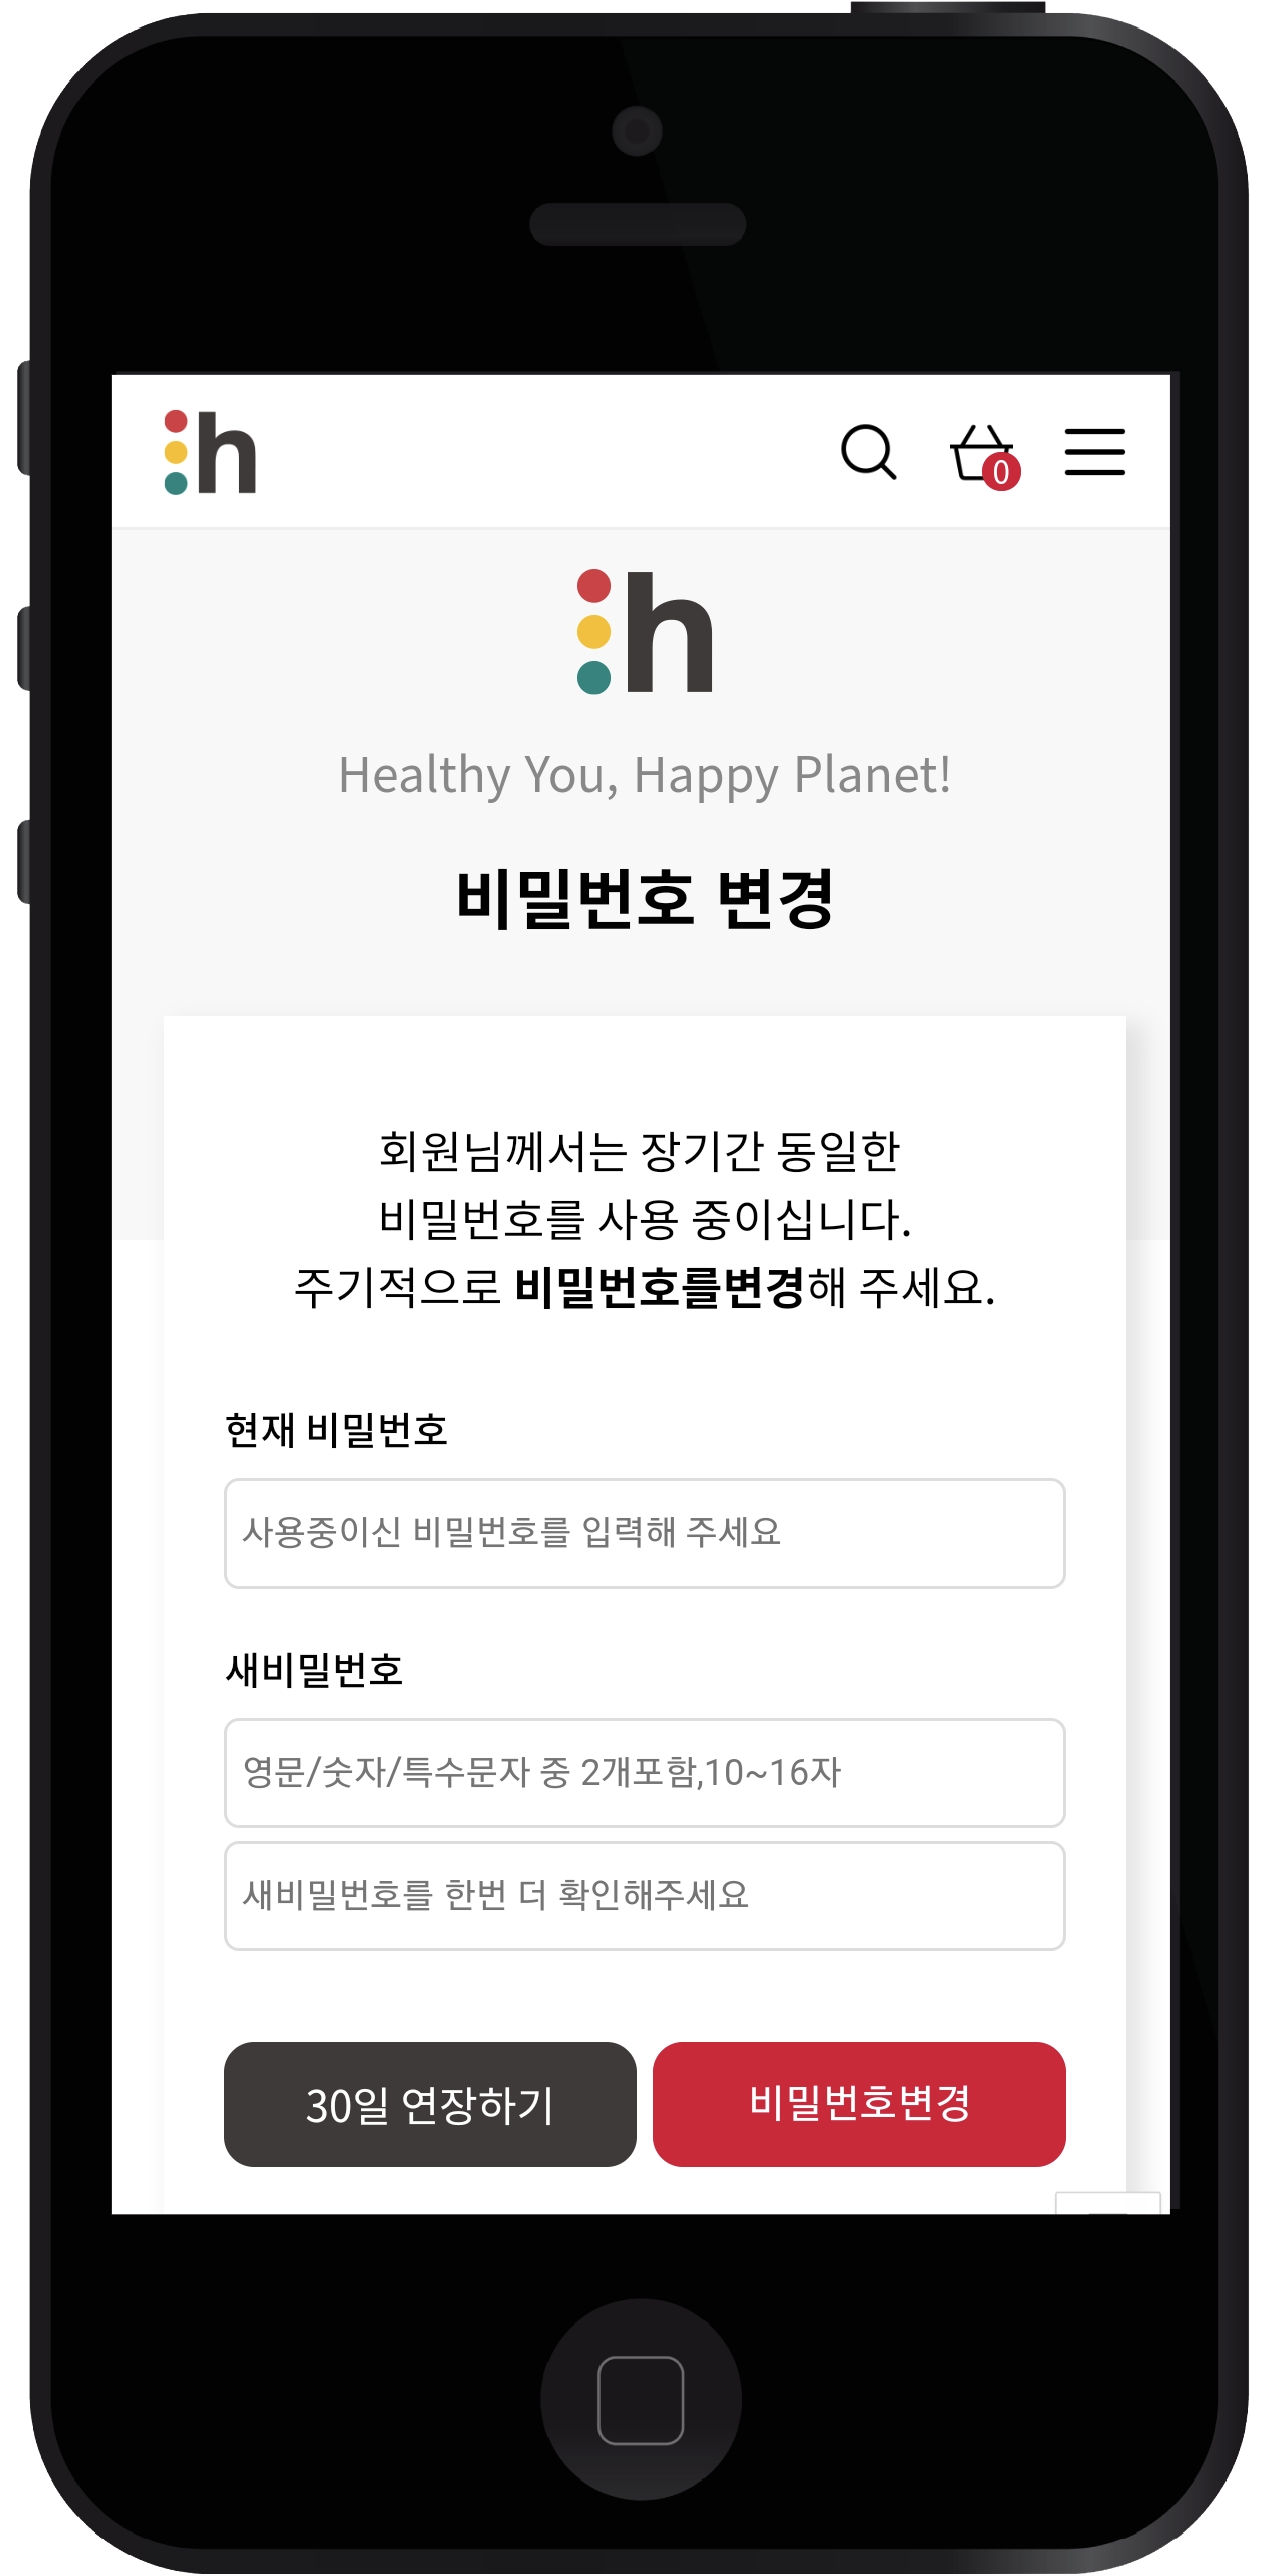 h
0
h
Healthy You, Happy Planet!
비밀번호 변경
회원님께서는 장기간 동일한
비밀번호를 사용 중이십니다.
주기적으로 비밀번호를변경해 주세요.
현재 비밀번호
사용중이신 비밀번호를 입력해 주세요
새비밀번호
영문/숫자/특수문자 중 2개포함,10~16자
새비밀번호를 한번 더 확인해주세요
30일 연장하기
비밀번호변경